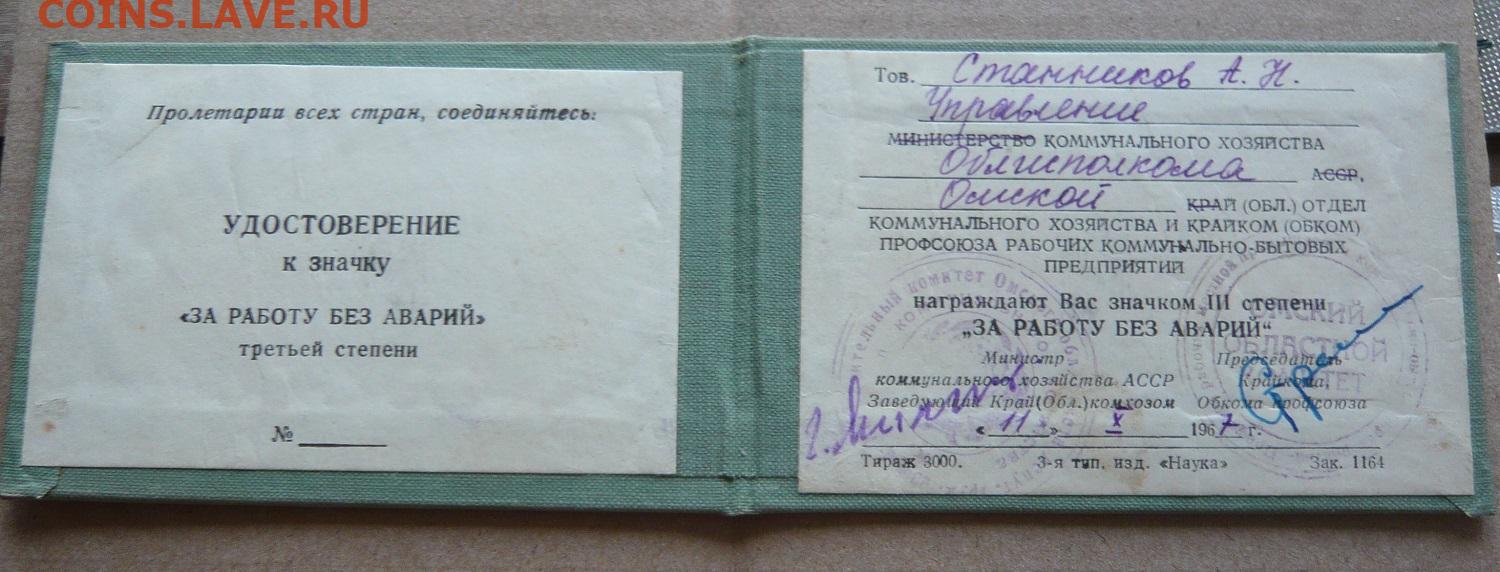 COINS.LAVE.RU
Пролетарии всех стран, соединяйтесь!
УДОСТОВЕРЕНИЕ
к значку
«ЗА РАБОТУ БЕЗ АВАРИЙ»
третьей степени
№
Тов. Станников А. Н.
Управление
МИНИСТЕРСТВО КОММУНАЛЬНОГО ХОЗЯЙСТВА
Облисполкома АССР,
Омской КРАЙ (ОБЛ.) ОТДЕЛ
КОММУНАЛЬНОГО ХОЗЯЙСТВА И КРАЙКОМ (ОБКОМ)
ПРОФСОЮЗА РАБОЧИХ КОММУНАЛЬНО-БЫТОВЫХ
ПРЕДПРИЯТИЙ
награждают Вас значком III степени
„ЗА РАБОТУ БЕЗ АВАРИЙ“
Министр
коммунального хозяйства АССР
Заведующий Край(Обл.)комхозом
Председатель
Крайкома,
Обкома профсоюза
ОМСКИЙ
ОБЛАСТНОЙ
КОМИТЕТ
«11» X 1967 г.
Тираж 3000. 3-я тип. изд. «Наука» Зак. 1164